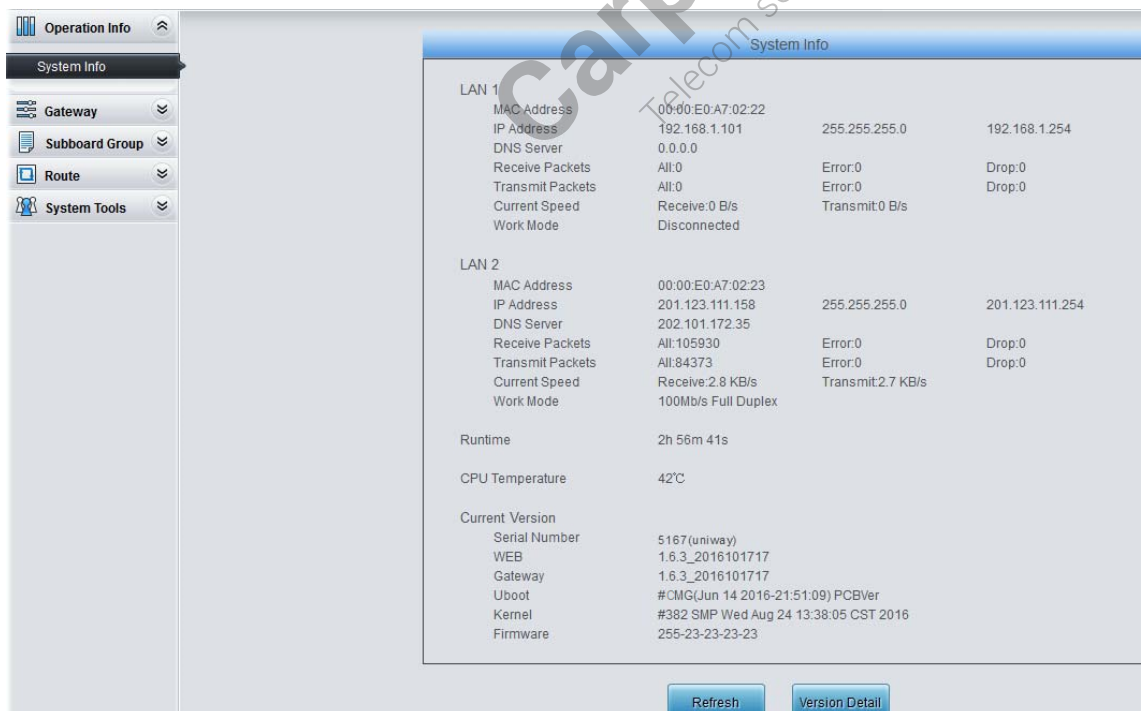 Operation Info
System Info
Gateway
Subboard Group
Route
System Tools
System Info
LAN 1
MAC Address 00:00:E0:A7:02:22
IP Address 192.168.1.101 255.255.255.0 192.168.1.254
DNS Server 0.0.0.0
Receive Packets All:0 Error:0 Drop:0
Transmit Packets All:0 Error:0 Drop:0
Current Speed Receive:0 B/s Transmit:0 B/s
Work Mode Disconnected
LAN 2
MAC Address 00:00:E0:A7:02:23
IP Address 201.123.111.158 255.255.255.0 201.123.111.254
DNS Server 202.101.172.35
Receive Packets All:105930 Error:0 Drop:0
Transmit Packets All:84373 Error:0 Drop:0
Current Speed Receive:2.8 KB/s Transmit:2.7 KB/s
Work Mode 100Mb/s Full Duplex
Runtime 2h 56m 41s
CPU Temperature 42℃
Current Version
Serial Number 5167(uniway)
WEB 1.6.3_2016101717
Gateway 1.6.3_2016101717
Uboot #CMG(Jun 14 2016-21:51:09) PCBVer
Kernel #382 SMP Wed Aug 24 13:38:05 CST 2016
Firmware 255-23-23-23-23
Refresh Version Detail
Telecom